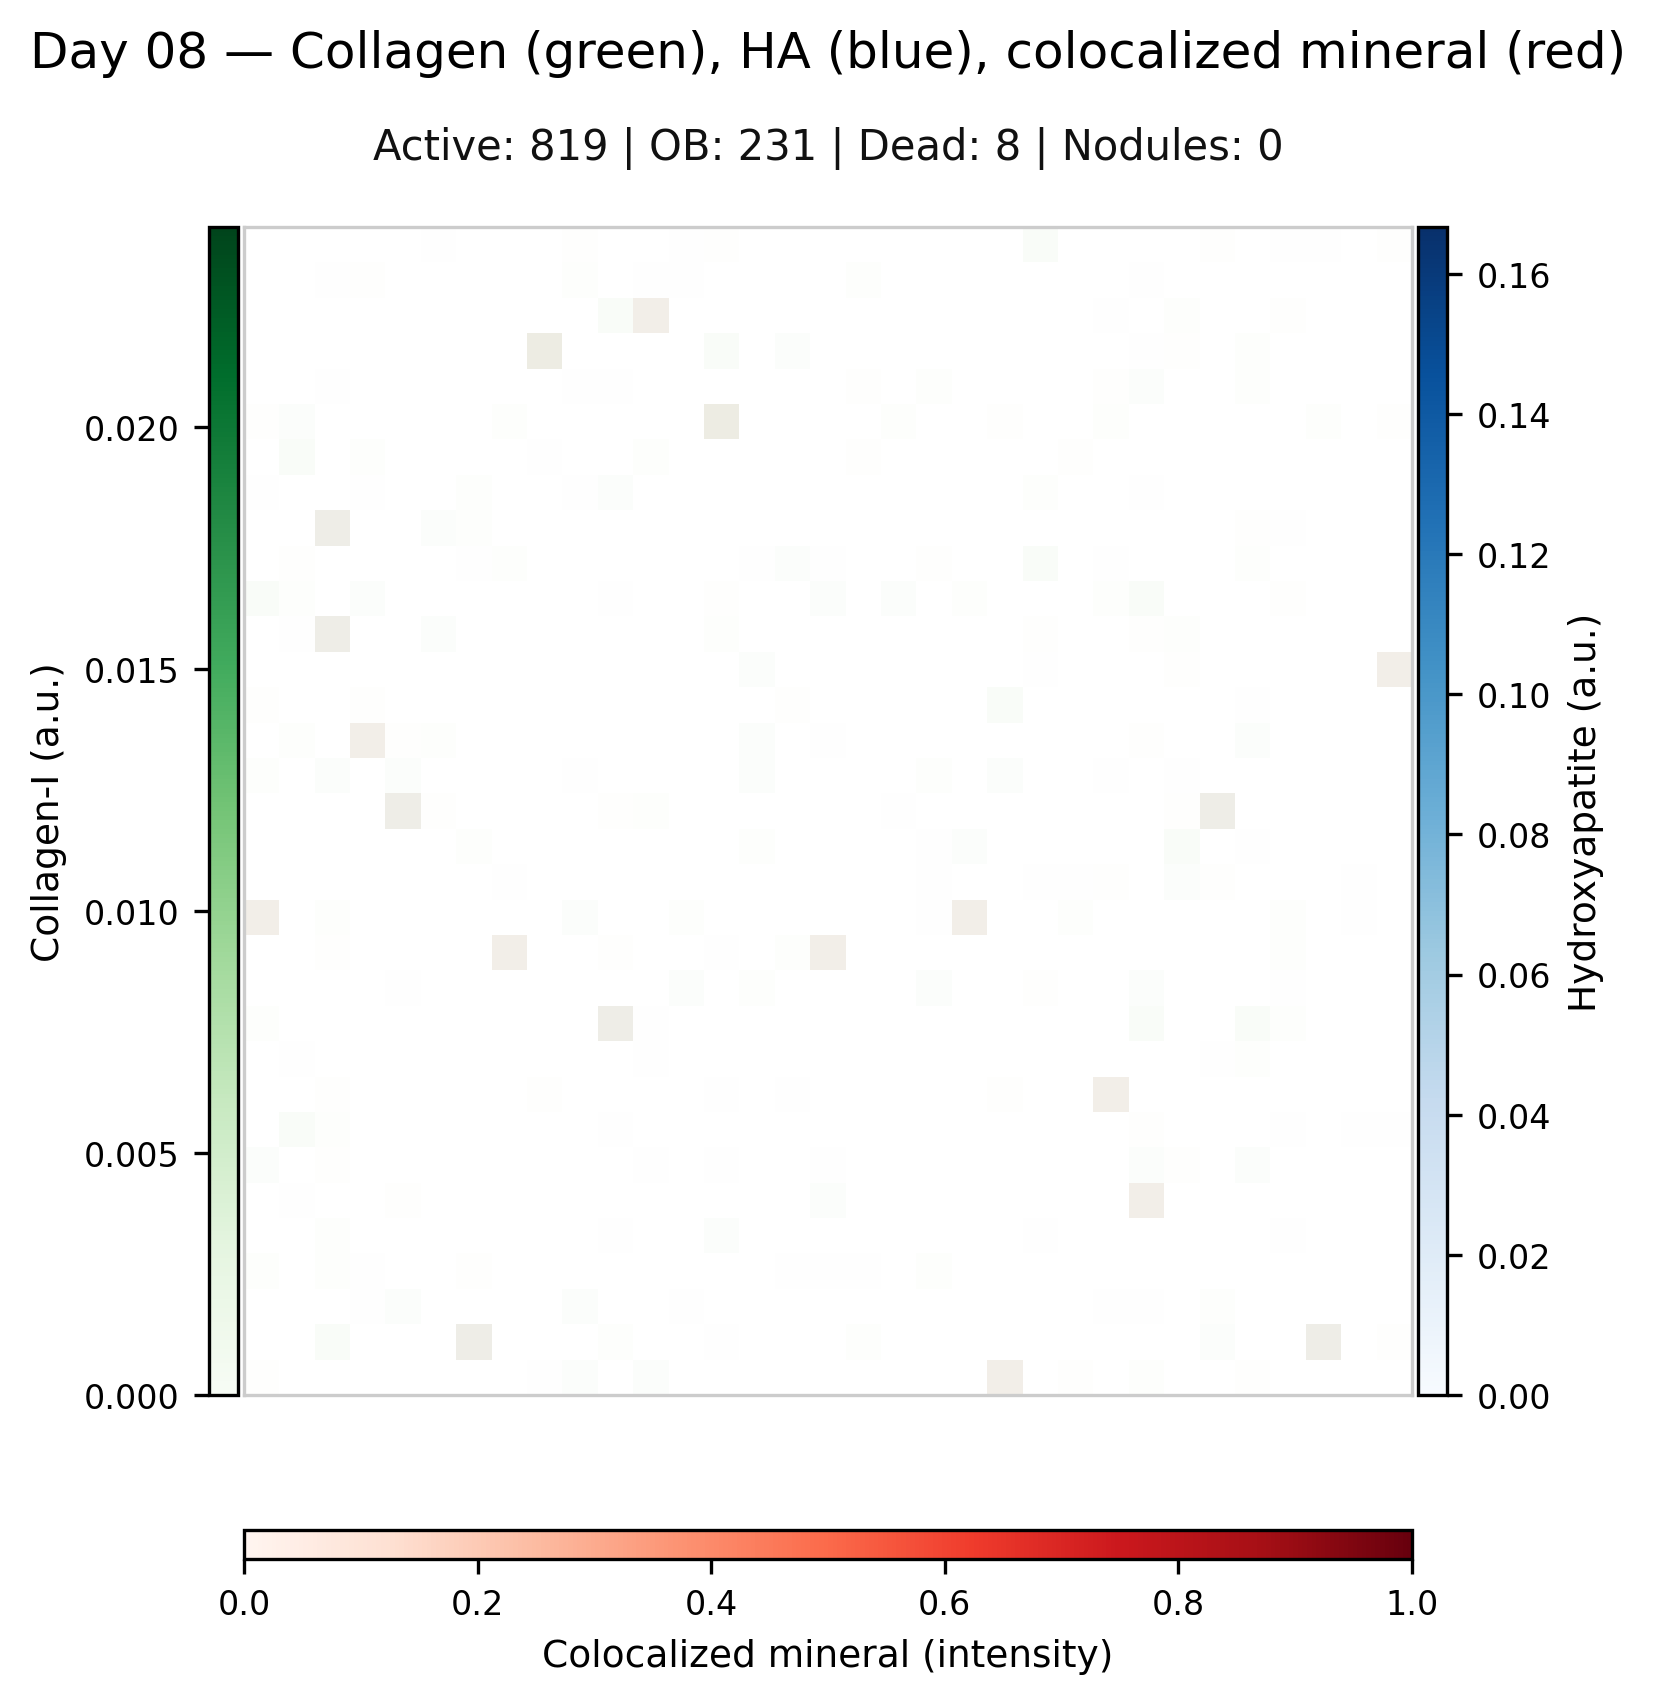 Day 08 — Collagen (green), HA (blue), colocalized mineral (red)
Active: 819 | OB: 231 | Dead: 8 | Nodules: 0
Collagen-I (a.u.)
0.020
0.015
0.010
0.005
0.000
0.16
0.14
0.12
0.10
0.08
0.06
0.04
0.02
0.00
Hydroxyapatite (a.u.)
0.0 0.2 0.4 0.6 0.8 1.0
Colocalized mineral (intensity)